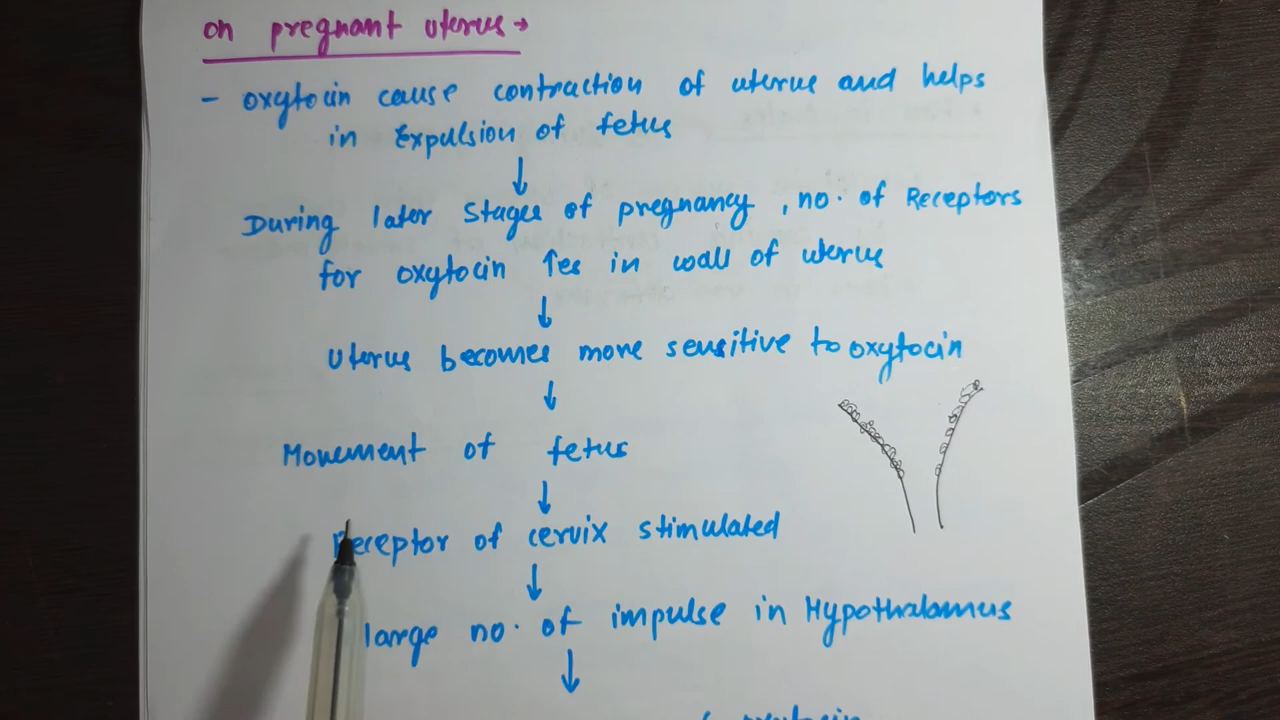 on pregnant uterus →
- oxytocin cause contraction of uterus and helps
in Expulsion of fetus
↓
During later stages of pregnancy, no. of Receptors
for oxytocin ↑es in wall of uterus
↓
Uterus becomes more sensitive to oxytocin
↓
Movement of fetus
↓
Receptor of cervix stimulated
↓
large no. of impulse in Hypothalamus
↓
oxytocin